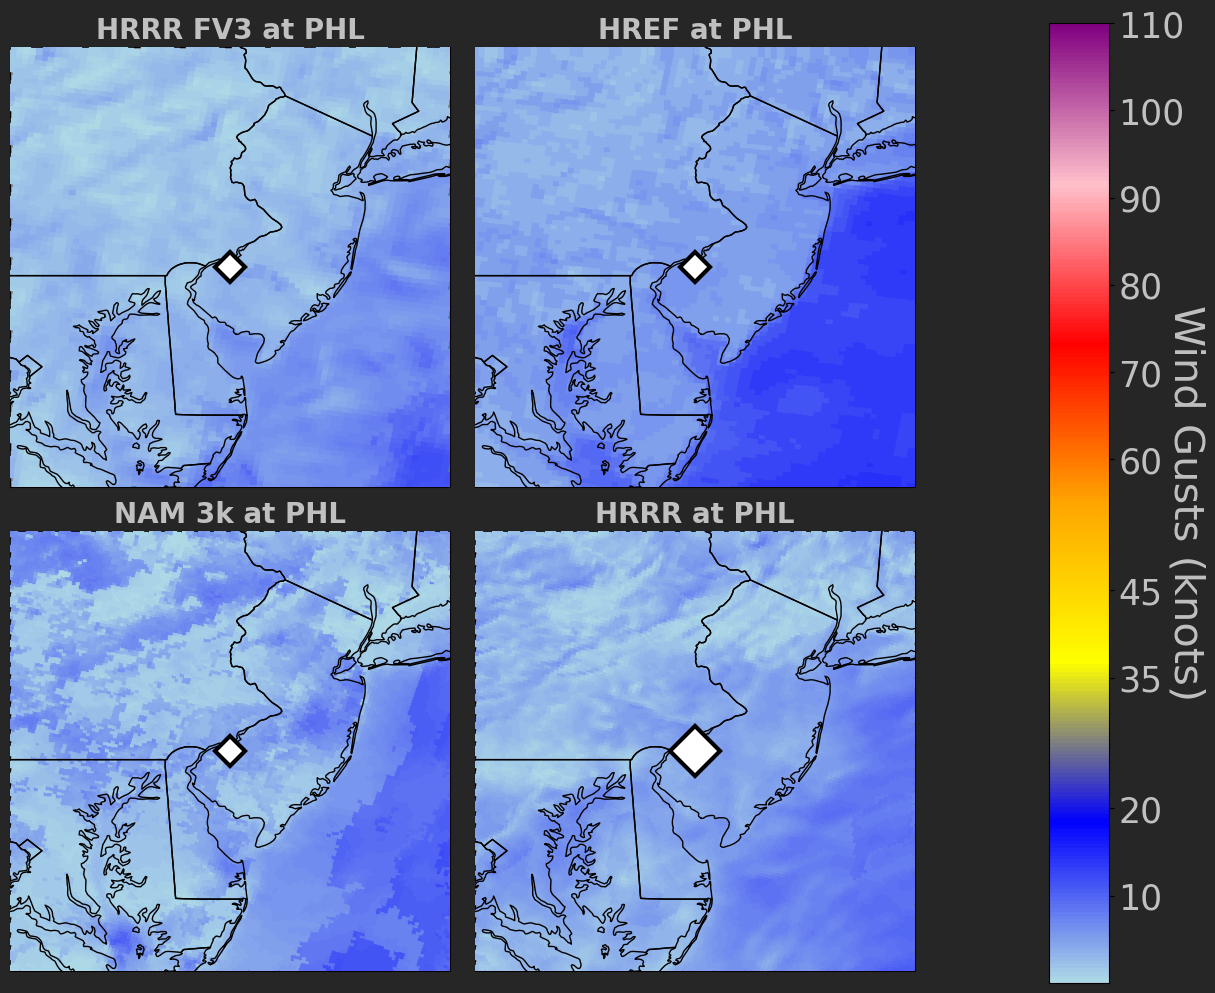 HRRR FV3 at PHL
HREF at PHL
NAM 3k at PHL
HRRR at PHL
110
100
90
80
70
60
45
35
20
10
Wind Gusts (knots)